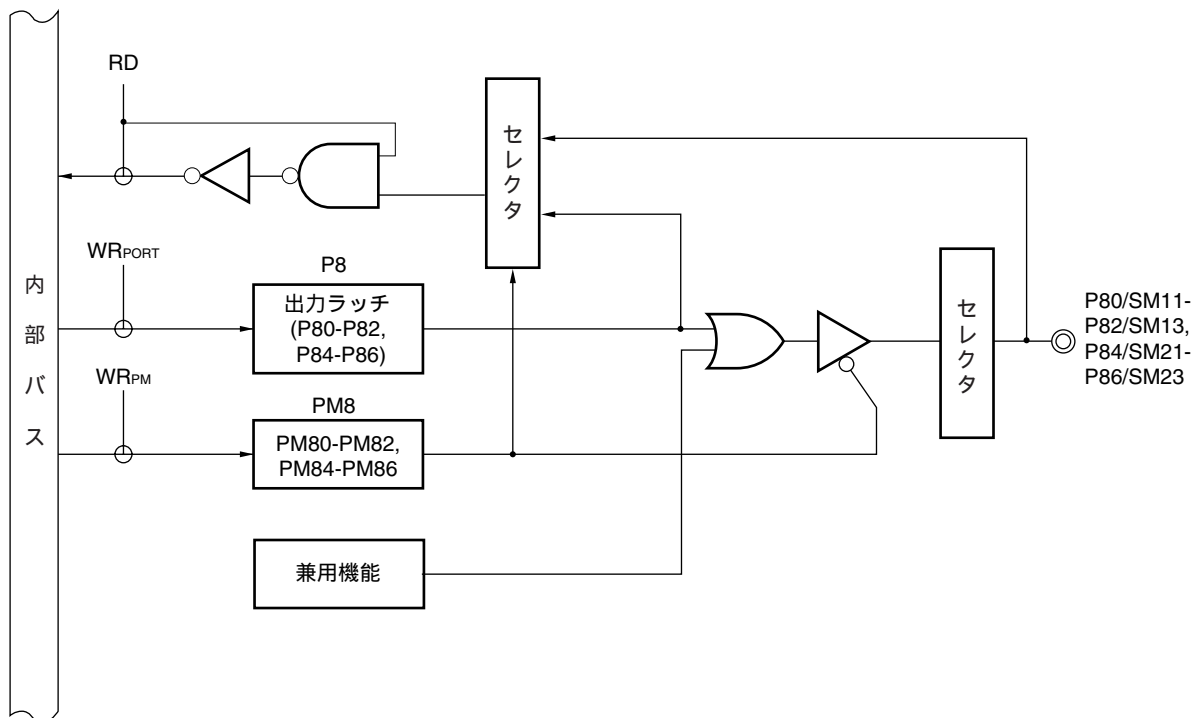 RD
セレクタ
WRPORT
P8
内部バス
出力ラッチ
(P80-P82,
P84-P86)
セレクタ
P80/SM11-
P82/SM13,
P84/SM21-
P86/SM23
WRPM
PM8
PM80-PM82,
PM84-PM86
兼用機能